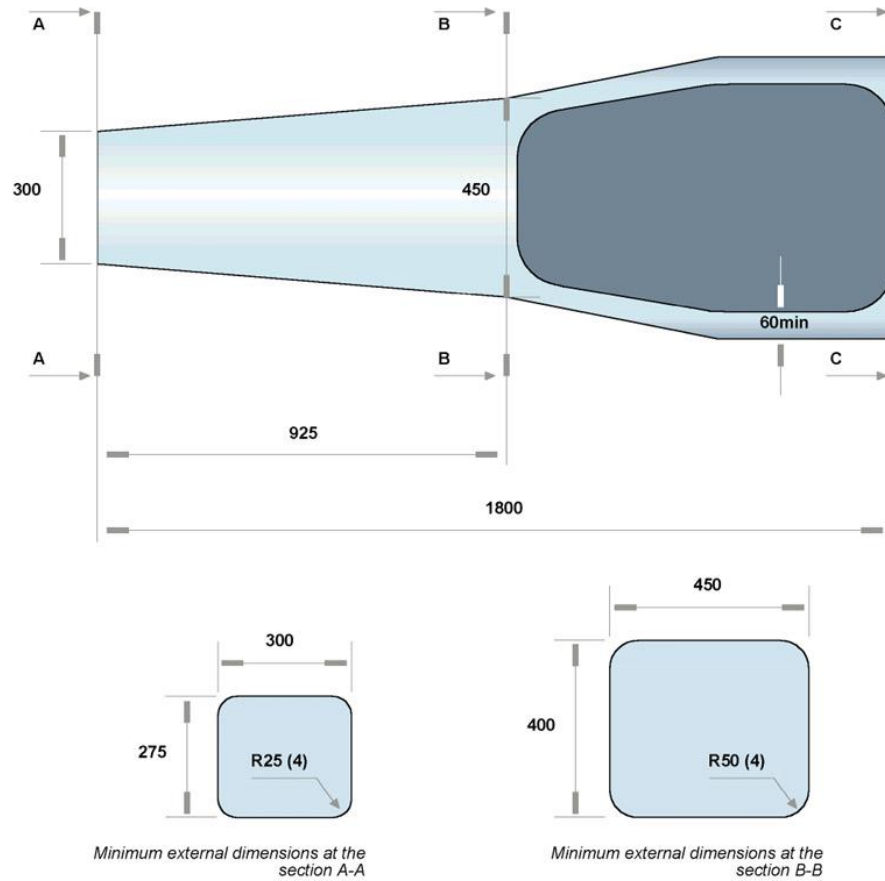 A
B
C
300
450
60min
A
B
C
925
1800
450
300
400
275
R25 (4)
R50 (4)
Minimum external dimensions at the
section A-A
Minimum external dimensions at the
section B-B